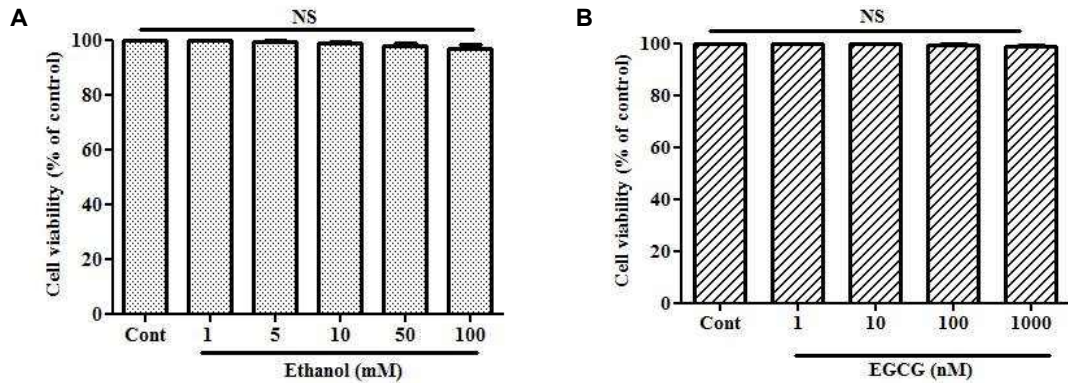 A
NS
Cell viability (% of control)
100
80
60
40
20
0
Cont 1 5 10 50 100
Ethanol (mM)
B
NS
Cell viability (% of control)
100
80
60
40
20
0
Cont 1 10 100 1000
EGCG (nM)